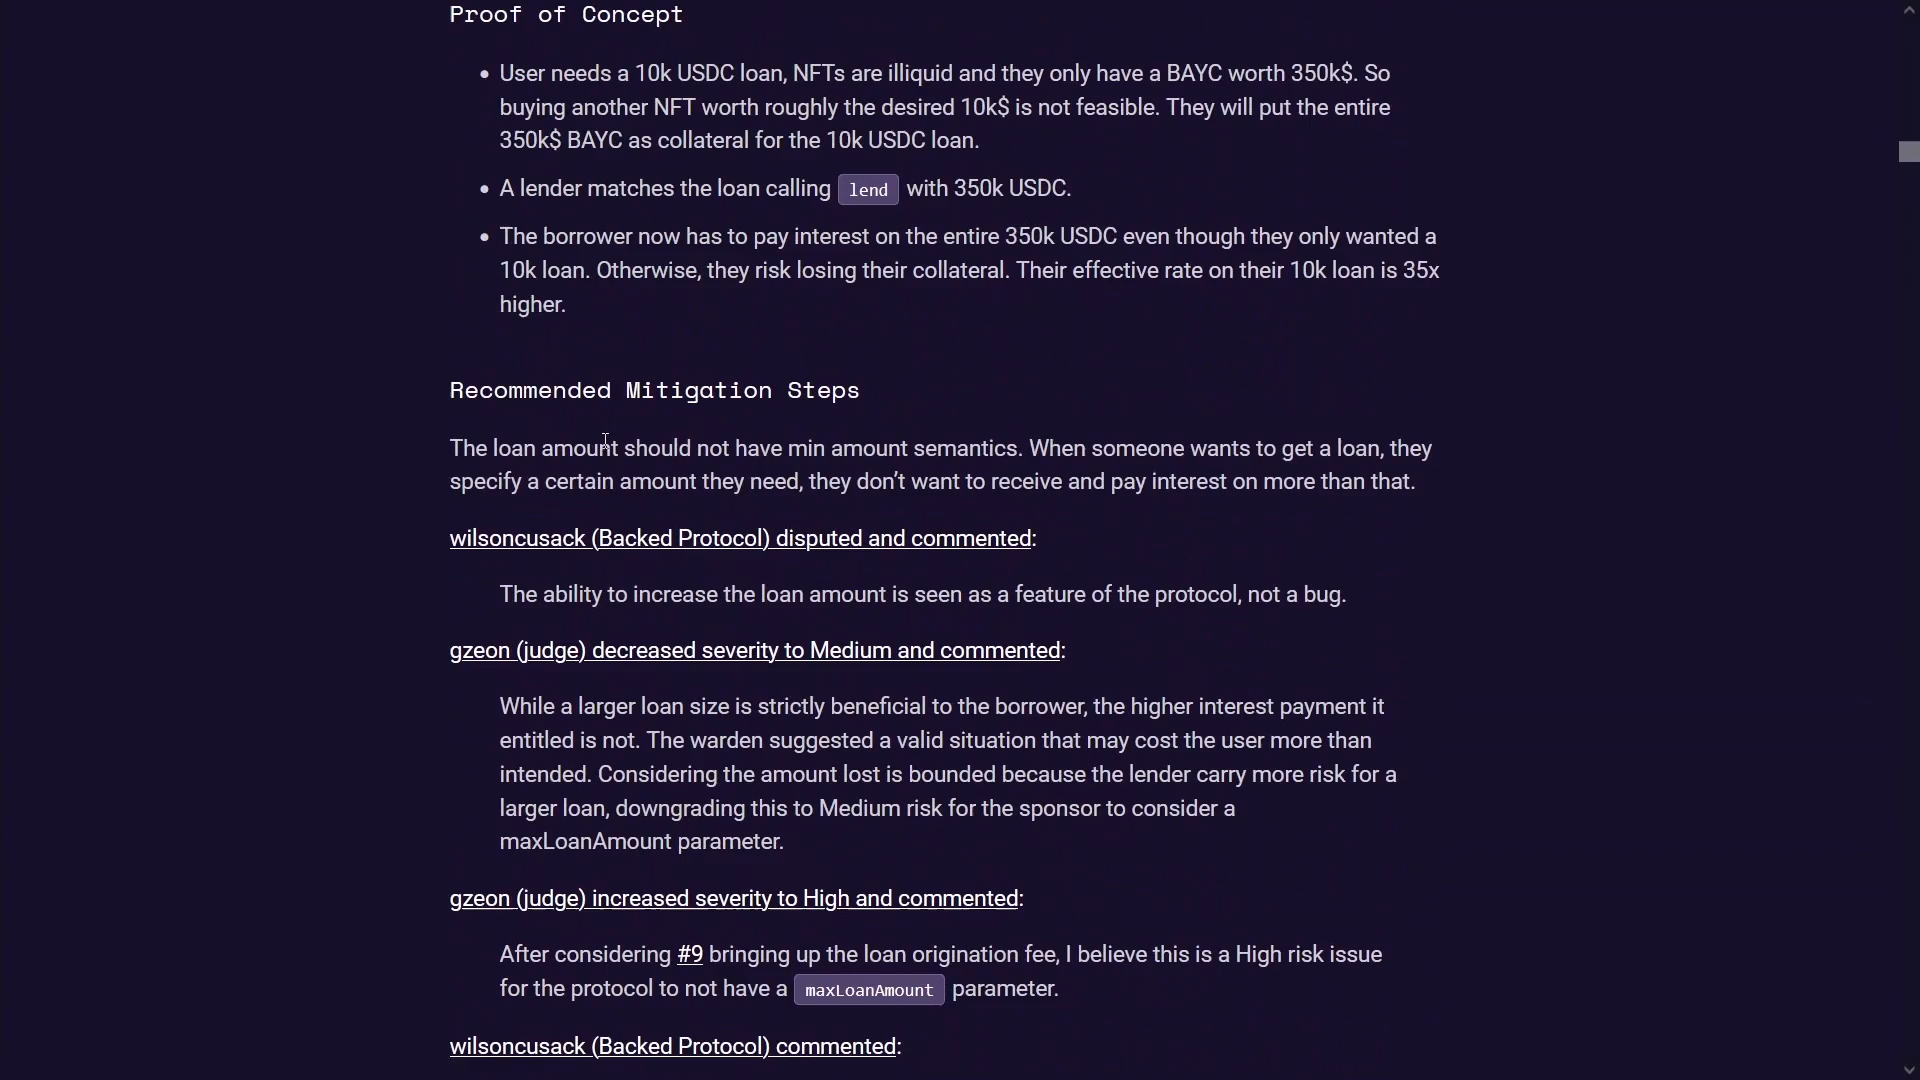 Proof of Concept
• User needs a 10k USDC loan, NFTs are illiquid and they only have a BAYC worth 350k$. So
buying another NFT worth roughly the desired 10k$ is not feasible. They will put the entire
350k$ BAYC as collateral for the 10k USDC loan.
• A lender matches the loan calling lend with 350k USDC.
• The borrower now has to pay interest on the entire 350k USDC even though they only wanted a
10k loan. Otherwise, they risk losing their collateral. Their effective rate on their 10k loan is 35x
higher.
Recommended Mitigation Steps
The loan amount should not have min amount semantics. When someone wants to get a loan, they
specify a certain amount they need, they don’t want to receive and pay interest on more than that.
wilsoncusack (Backed Protocol) disputed and commented:
The ability to increase the loan amount is seen as a feature of the protocol, not a bug.
gzeon (judge) decreased severity to Medium and commented:
While a larger loan size is strictly beneficial to the borrower, the higher interest payment it
entitled is not. The warden suggested a valid situation that may cost the user more than
intended. Considering the amount lost is bounded because the lender carry more risk for a
larger loan, downgrading this to Medium risk for the sponsor to consider a
maxLoanAmount parameter.
gzeon (judge) increased severity to High and commented:
After considering #9 bringing up the loan origination fee, I believe this is a High risk issue
for the protocol to not have a maxLoanAmount parameter.
wilsoncusack (Backed Protocol) commented: